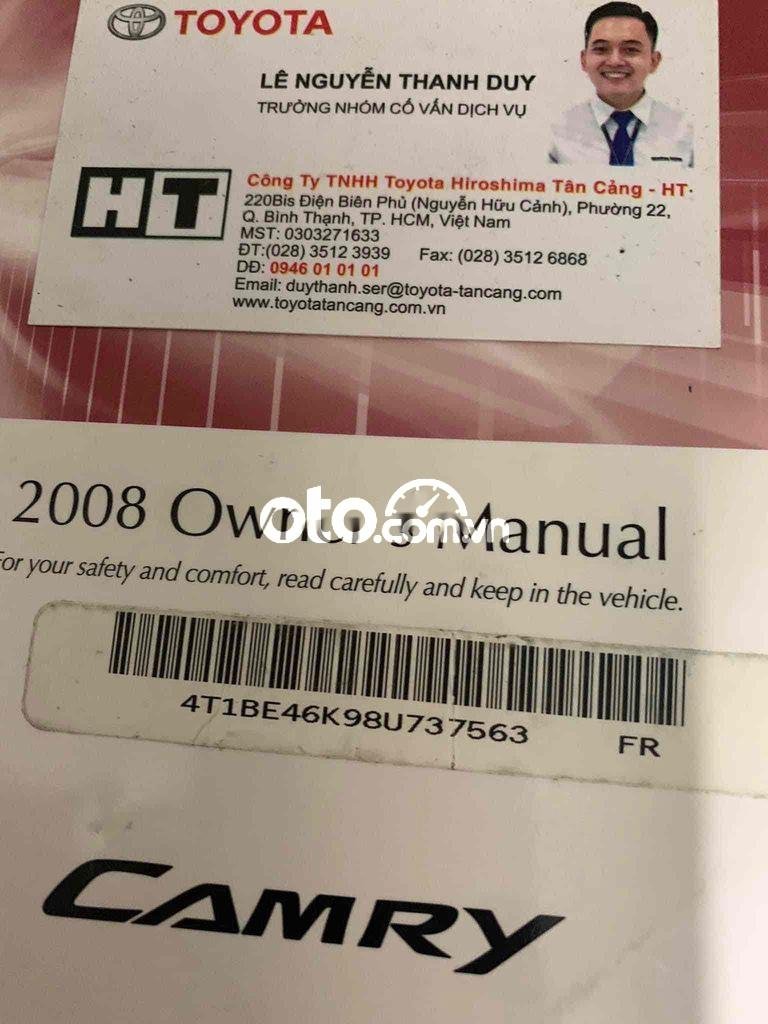 TOYOTA
LÊ NGUYỄN THANH DUY
TRƯỞNG NHÓM CỐ VẤN DỊCH VỤ
HT
Công Ty TNHH Toyota Hiroshima Tân Cảng - HT
220Bis Điện Biên Phủ (Nguyễn Hữu Cảnh), Phường 22,
Q. Bình Thạnh, TP. HCM, Việt Nam
MST: 0303271633
ĐT:(028) 3512 3939 Fax: (028) 3512 6868
DĐ: 0946 01 01 01
Email: duythanh.ser@toyota-tancang.com
www.toyotatancang.com.vn
2008 Owner's Manual
oto.com.vn
For your safety and comfort, read carefully and keep in the vehicle.
4T1BE46K98U737563 FR
CAMRY